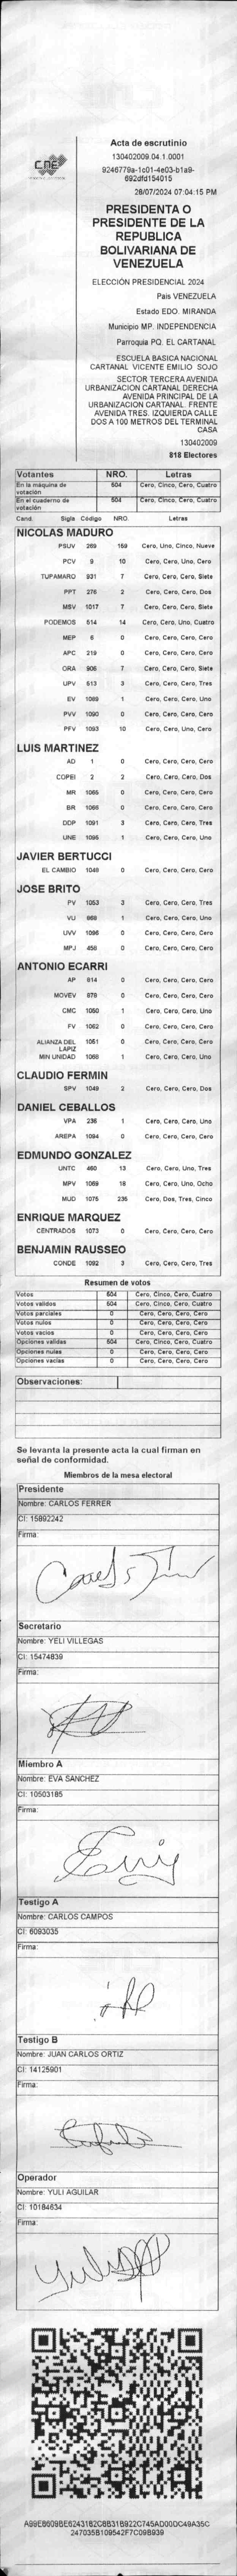 CNE
Acta de escrutinio
130402009.04.1.0001
9246779a-1c01-4e03-b1a9-
692dfd154015
28/07/2024 07:04:15 PM
PRESIDENTA O
PRESIDENTE DE LA
REPUBLICA
BOLIVARIANA DE
VENEZUELA
ELECCIÓN PRESIDENCIAL 2024
Pais VENEZUELA
Estado EDO. MIRANDA
Municipio MP. INDEPENDENCIA
Parroquia PQ. EL CARTANAL
ESCUELA BASICA NACIONAL
CARTANAL VICENTE EMILIO SOJO
SECTOR TERCERA AVENIDA
URBANIZACION CARTANAL DERECHA
AVENIDA PRINCIPAL DE LA
URBANIZACION CARTANAL. FRENTE
AVENIDA TRES. IZQUIERDA CALLE
DOS A 100 METROS DEL TERMINAL
CASA
130402009
818 Electores
Votantes NRO. Letras
En la máquina de votación 504 Cero, Cinco, Cero, Cuatro
En el cuaderno de votación 504 Cero, Cinco, Cero, Cuatro
Cand. Sigla Código NRO. Letras
NICOLAS MADURO
PSUV 269 159 Cero, Uno, Cinco, Nueve
PCV 9 10 Cero, Cero, Uno, Cero
TUPAMARO 931 7 Cero, Cero, Cero, Siete
PPT 276 2 Cero, Cero, Cero, Dos
MSV 1017 7 Cero, Cero, Cero, Siete
PODEMOS 514 14 Cero, Cero, Uno, Cuatro
MEP 6 0 Cero, Cero, Cero, Cero
APC 219 0 Cero, Cero, Cero, Cero
ORA 906 7 Cero, Cero, Cero, Siete
UPV 613 3 Cero, Cero, Cero, Tres
EV 1089 1 Cero, Cero, Cero, Uno
PVV 1090 0 Cero, Cero, Cero, Cero
PFV 1093 10 Cero, Cero, Uno, Cero
LUIS MARTINEZ
AD 1 0 Cero, Cero, Cero, Cero
COPEI 2 2 Cero, Cero, Cero, Dos
MR 1065 0 Cero, Cero, Cero, Cero
BR 1066 0 Cero, Cero, Cero, Cero
DDP 1091 3 Cero, Cero, Cero, Tres
UNE 1095 1 Cero, Cero, Cero, Uno
JAVIER BERTUCCI
EL CAMBIO 1048 0 Cero, Cero, Cero, Cero
JOSE BRITO
PV 1053 3 Cero, Cero, Cero, Tres
VU 868 1 Cero, Cero, Cero, Uno
UVV 1096 0 Cero, Cero, Cero, Cero
MPJ 456 0 Cero, Cero, Cero, Cero
ANTONIO ECARRI
AP 814 0 Cero, Cero, Cero, Cero
MOVEV 979 0 Cero, Cero, Cero, Cero
CMC 1050 1 Cero, Cero, Cero, Uno
FV 1062 0 Cero, Cero, Cero, Cero
ALIANZA DEL LAPIZ 1051 0 Cero, Cero, Cero, Cero
MIN UNIDAD 1068 1 Cero, Cero, Cero, Uno
CLAUDIO FERMIN
SPV 1049 2 Cero, Cero, Cero, Dos
DANIEL CEBALLOS
VPA 236 1 Cero, Cero, Cero, Uno
AREPA 1094 0 Cero, Cero, Cero, Cero
EDMUNDO GONZALEZ
UNTC 460 13 Cero, Cero, Uno, Tres
MPV 1069 18 Cero, Cero, Uno, Ocho
MUD 1075 235 Cero, Dos, Tres, Cinco
ENRIQUE MARQUEZ
CENTRADOS 1073 0 Cero, Cero, Cero, Cero
BENJAMIN RAUSSEO
CONDE 1092 3 Cero, Cero, Cero, Tres
Resumen de votos
Votos 504 Cero, Cinco, Cero, Cuatro
Votos validos 504 Cero, Cinco, Cero, Cuatro
Votos parciales 0 Cero, Cero, Cero, Cero
Votos nulos 0 Cero, Cero, Cero, Cero
Votos vacios 0 Cero, Cero, Cero, Cero
Opciones validas 504 Cero, Cinco, Cero, Cuatro
Opciones nulas 0 Cero, Cero, Cero, Cero
Opciones vacias 0 Cero, Cero, Cero, Cero
Observaciones:
Se levanta la presente acta la cual firman en
señal de conformidad.
Miembros de la mesa electoral
Presidente
Nombre: CARLOS FERRER
CI: 15892242
Firma:
Secretario
Nombre: YELI VILLEGAS
CI: 15474839
Firma:
Miembro A
Nombre: EVA SANCHEZ
CI: 10503185
Firma:
Testigo A
Nombre: CARLOS CAMPOS
CI: 6093035
Firma:
Testigo B
Nombre: JUAN CARLOS ORTIZ
CI: 14125901
Firma:
Operador
Nombre: YULI AGUILAR
CI: 10184634
Firma:
A99E8609BE6243182C8B31B922C745AD00DC49A35C
247035B109542F7C09B939